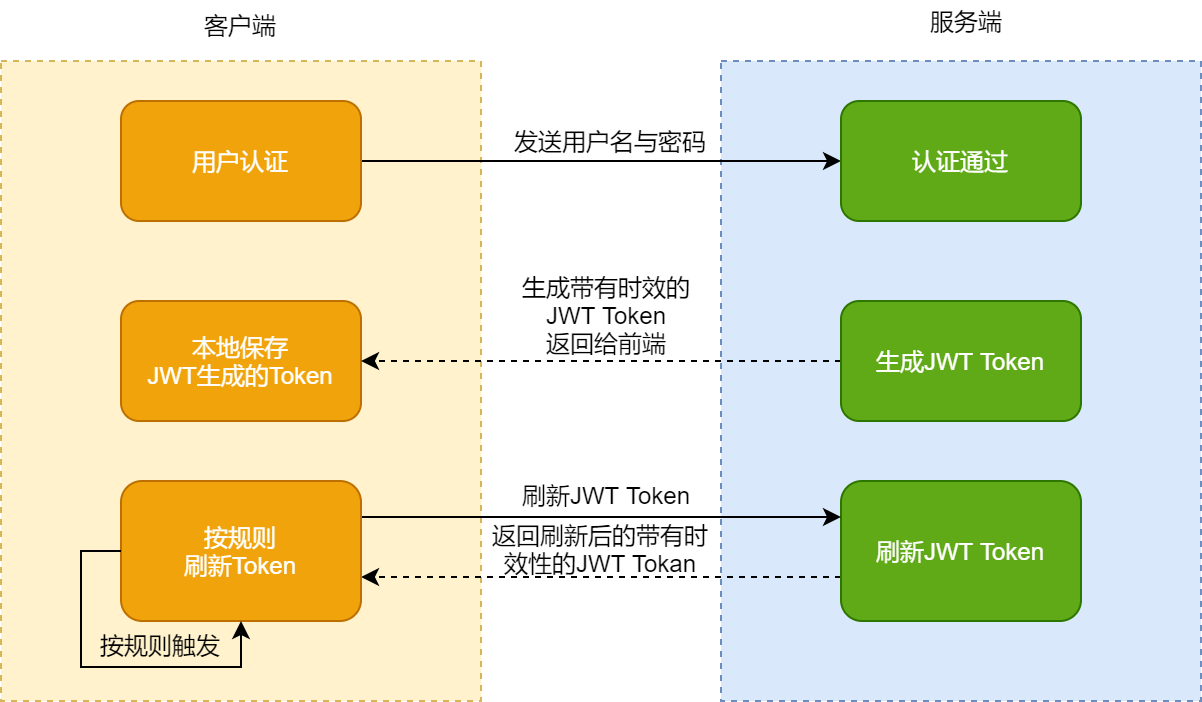 客户端
服务端
用户认证
发送用户名与密码
认证通过
生成带有时效的
JWT Token
返回给前端
本地保存
JWT生成的Token
生成JWT Token
刷新JWT Token
按规则
刷新Token
返回刷新后的带有时
效性的JWT Tokan
刷新JWT Token
按规则触发